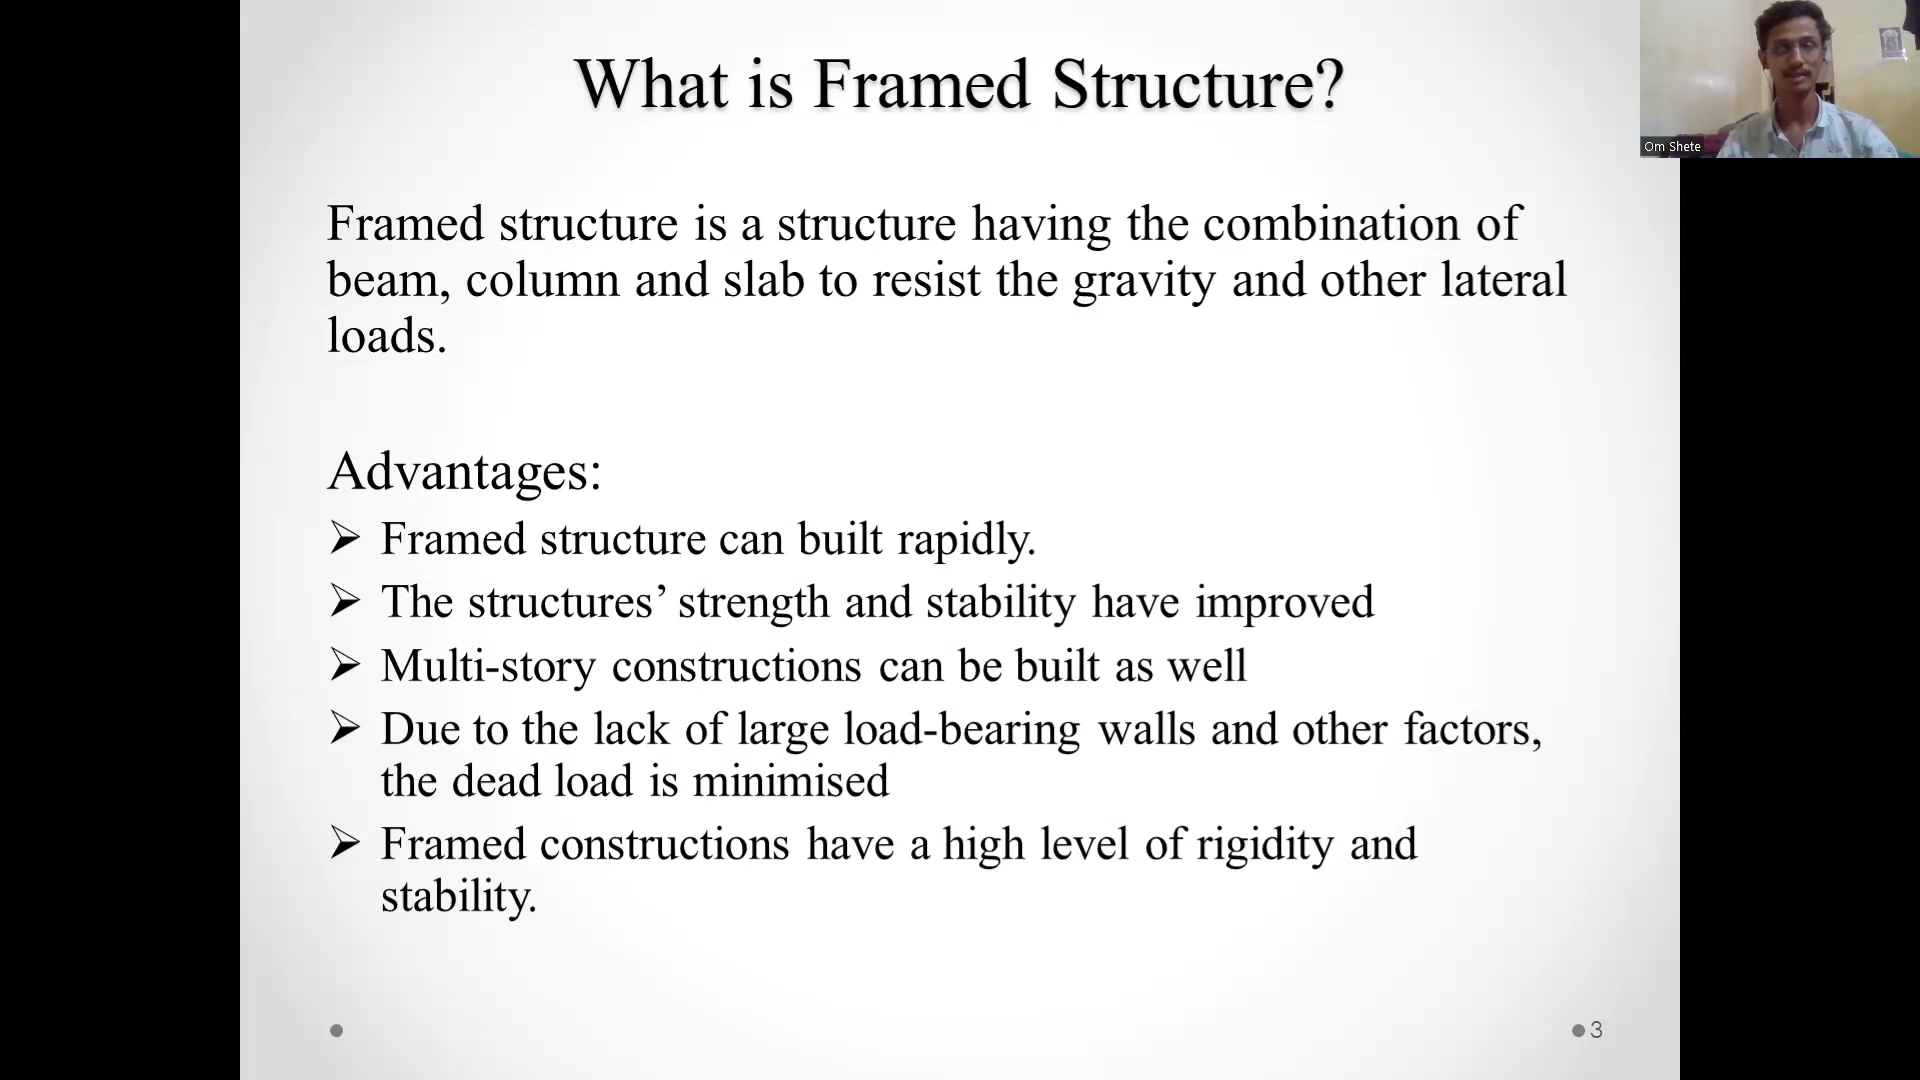 What is Framed Structure?
Om Shete
Framed structure is a structure having the combination of
beam, column and slab to resist the gravity and other lateral
loads.
Advantages:
➢ Framed structure can built rapidly.
➢ The structures’ strength and stability have improved
➢ Multi-story constructions can be built as well
➢ Due to the lack of large load-bearing walls and other factors,
the dead load is minimised
➢ Framed constructions have a high level of rigidity and
stability.
3